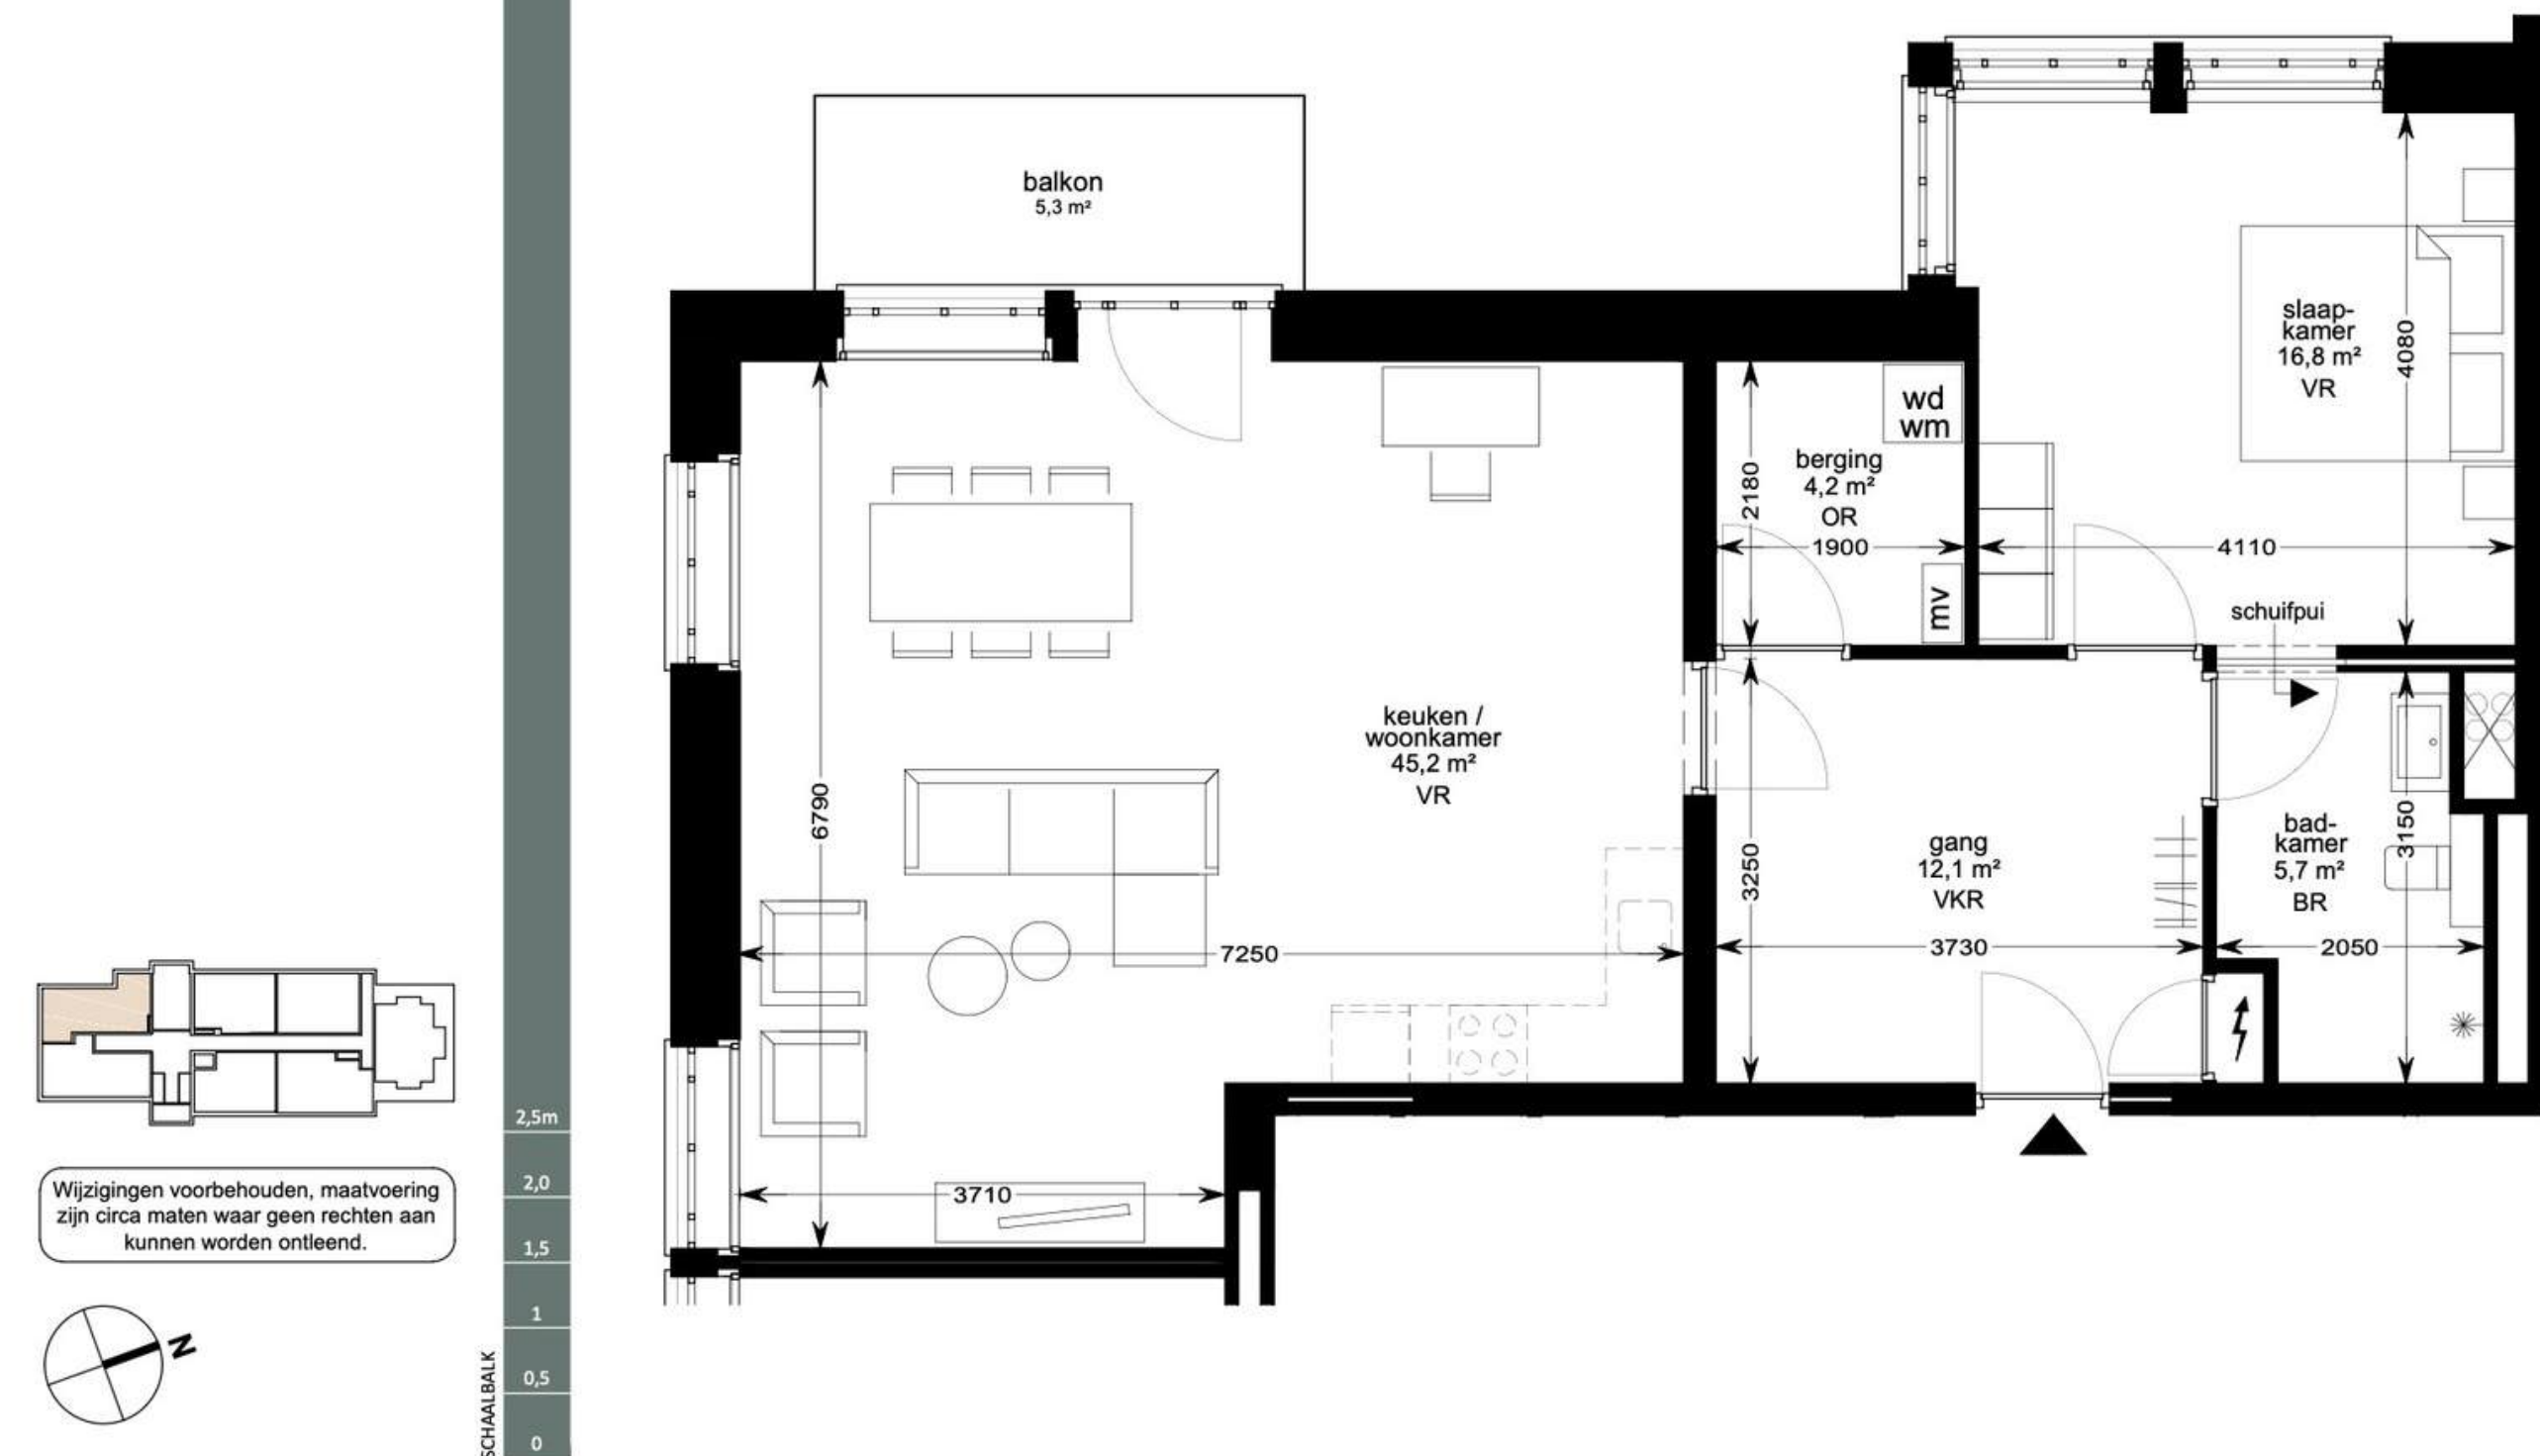 balkon
5,3 m²
slaap-
kamer
16,8 m²
VR
4080
4110
wd
wm
berging
4,2 m²
OR
2180
1900
mv
schuifpui
keuken /
woonkamer
45,2 m²
VR
6790
7250
3710
gang
12,1 m²
VKR
3250
3730
bad-
kamer
5,7 m²
BR
3150
2050
Wijzigingen voorbehouden, maatvoering
zijn circa maten waar geen rechten aan
kunnen worden ontleend.
N
SCHAALBALK
2,5m
2,0
1,5
1
0,5
0